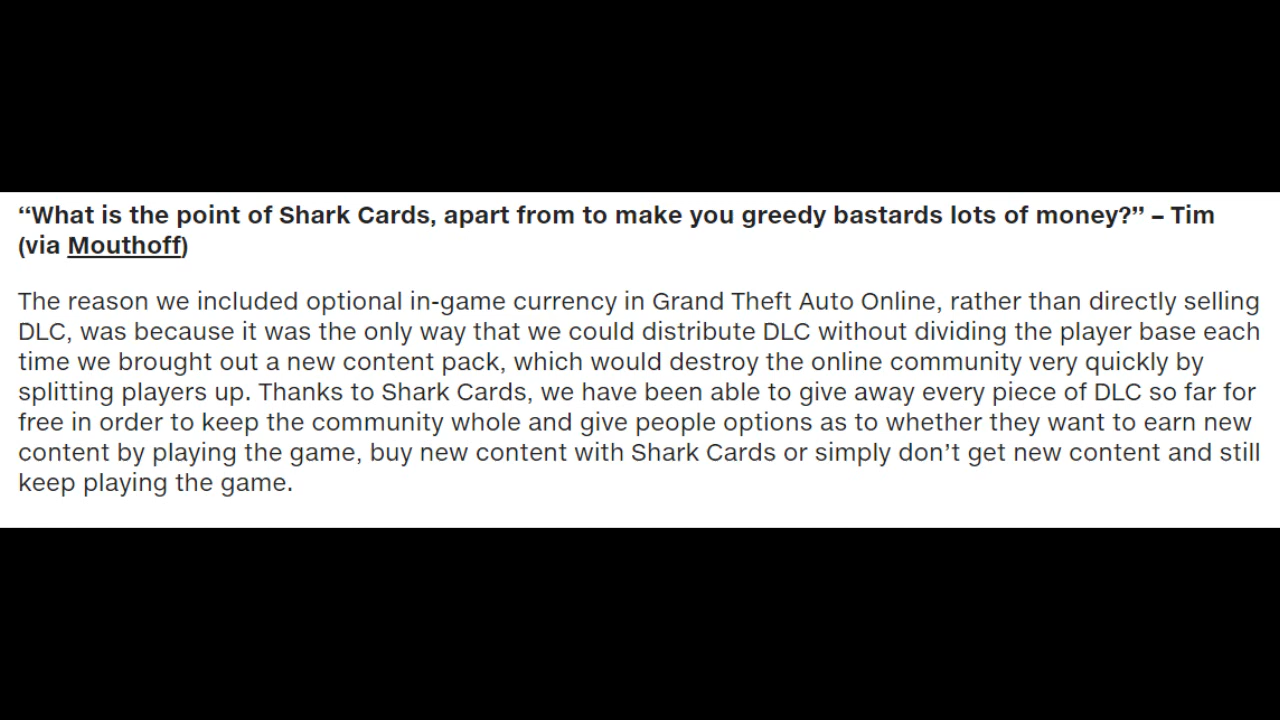 “What is the point of Shark Cards, apart from to make you greedy bastards lots of money?” – Tim
(via Mouthoff)
The reason we included optional in-game currency in Grand Theft Auto Online, rather than directly selling
DLC, was because it was the only way that we could distribute DLC without dividing the player base each
time we brought out a new content pack, which would destroy the online community very quickly by
splitting players up. Thanks to Shark Cards, we have been able to give away every piece of DLC so far for
free in order to keep the community whole and give people options as to whether they want to earn new
content by playing the game, buy new content with Shark Cards or simply don’t get new content and still
keep playing the game.